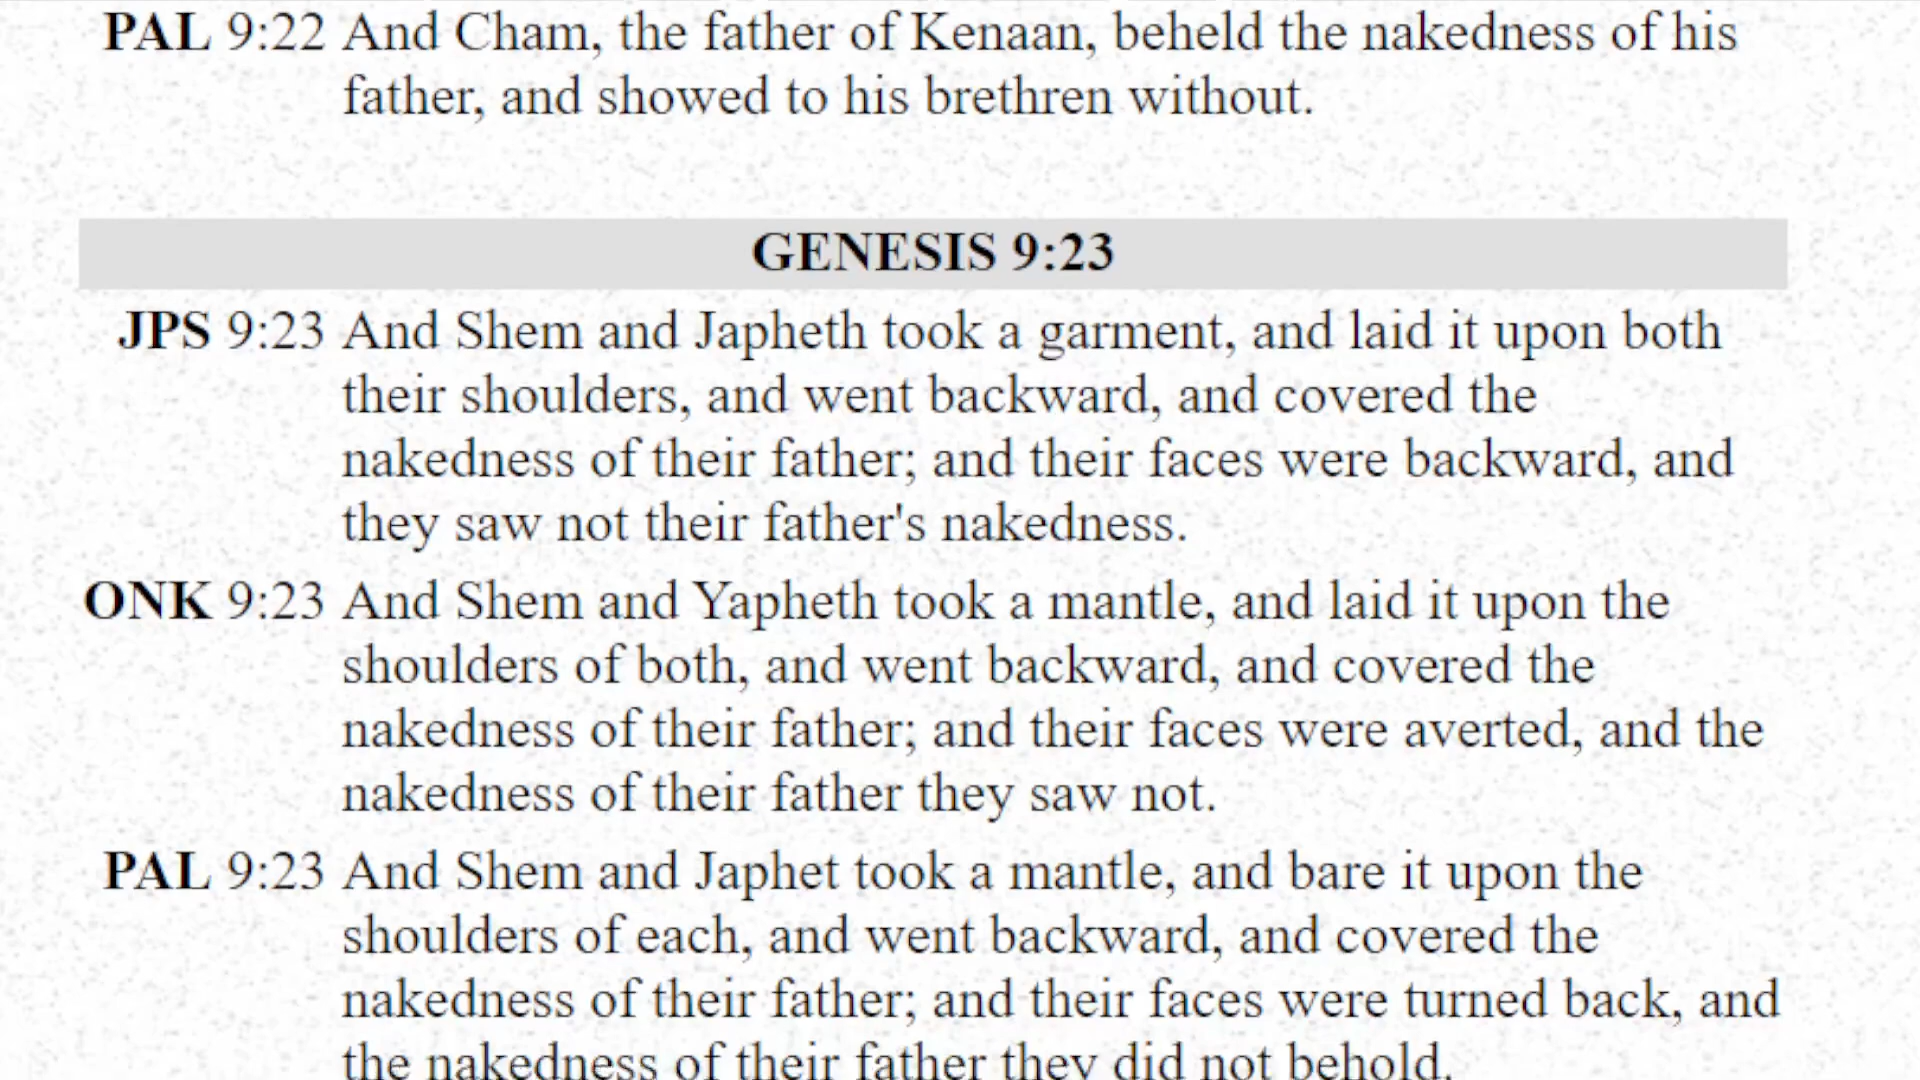 PAL 9:22 And Cham, the father of Kenaan, beheld the nakedness of his
father, and showed to his brethren without.
GENESIS 9:23
JPS 9:23 And Shem and Japheth took a garment, and laid it upon both
their shoulders, and went backward, and covered the
nakedness of their father; and their faces were backward, and
they saw not their father's nakedness.
ONK 9:23 And Shem and Yapheth took a mantle, and laid it upon the
shoulders of both, and went backward, and covered the
nakedness of their father; and their faces were averted, and the
nakedness of their father they saw not.
PAL 9:23 And Shem and Japhet took a mantle, and bare it upon the
shoulders of each, and went backward, and covered the
nakedness of their father; and their faces were turned back, and
the nakedness of their father they did not behold.